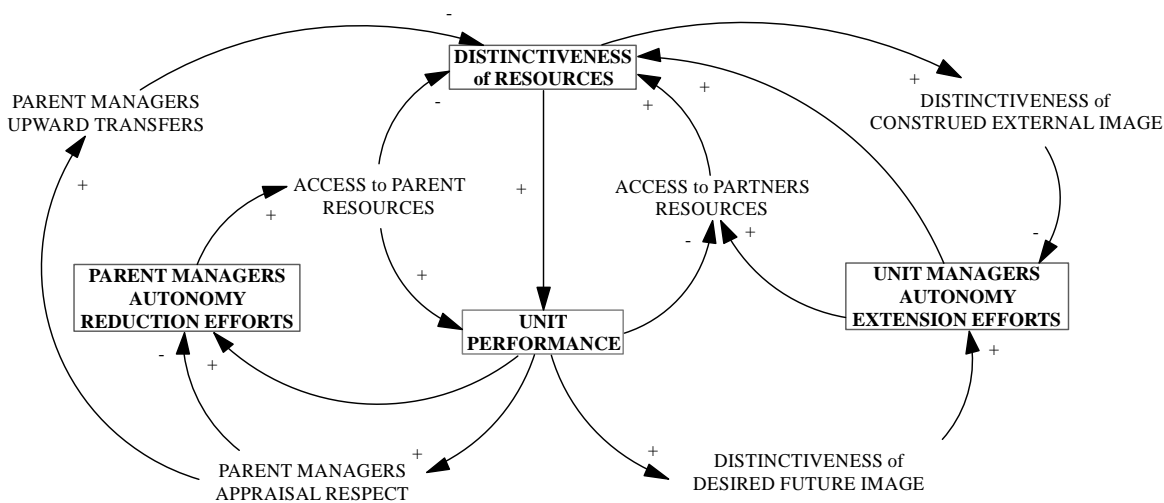 -
DISTINCTIVENESS
of RESOURCES
+
+
-
+
PARENT MANAGERS
UPWARD TRANSFERS
DISTINCTIVENESS of
CONSTRUED EXTERNAL IMAGE
+
+
ACCESS to PARENT
RESOURCES
ACCESS to PARTNERS
RESOURCES
+
+
-
+
-
PARENT MANAGERS
AUTONOMY
REDUCTION EFFORTS
+
UNIT MANAGERS
AUTONOMY
EXTENSION EFFORTS
UNIT
PERFORMANCE
-
+
+
+
+
PARENT MANAGERS
APPRAISAL RESPECT
DISTINCTIVENESS of
DESIRED FUTURE IMAGE